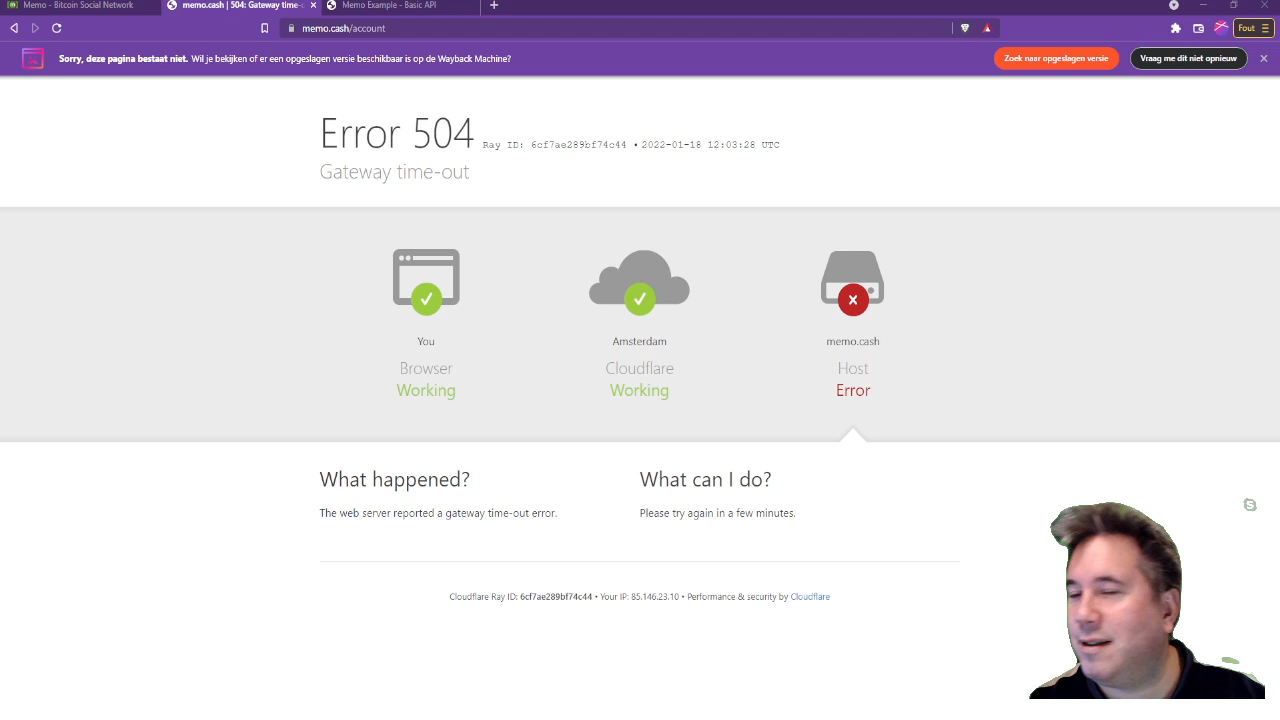 Memo - Bitcoin Social Network
memo.cash | 504: Gateway time-
Memo Example - Basic API
memo.cash/account
Fout
Sorry, deze pagina bestaat niet. Wil je bekijken of er een opgeslagen versie beschikbaar is op de Wayback Machine?
Zoek naar opgeslagen versie
Vraag me dit niet opnieuw
Error 504 Ray ID: 6cf7ae289bf74c44 • 2022-01-18 12:03:28 UTC
Gateway time-out
You
Amsterdam
memo.cash
Browser
Cloudflare
Host
Working
Working
Error
What happened?
What can I do?
The web server reported a gateway time-out error.
Please try again in a few minutes.
Cloudflare Ray ID: 6cf7ae289bf74c44 • Your IP: 85.146.23.10 • Performance & security by Cloudflare